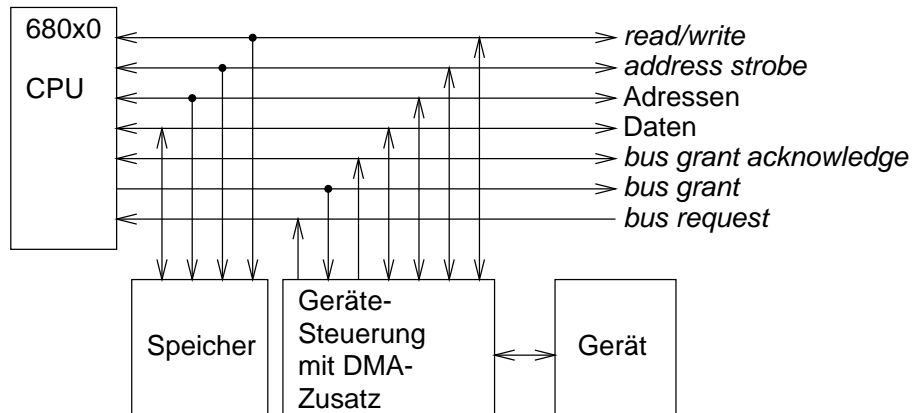 680x0
CPU
read/write
address strobe
Adressen
Daten
bus grant acknowledge
bus grant
bus request
Speicher
Geräte-
Steuerung
mit DMA-
Zusatz
Gerät